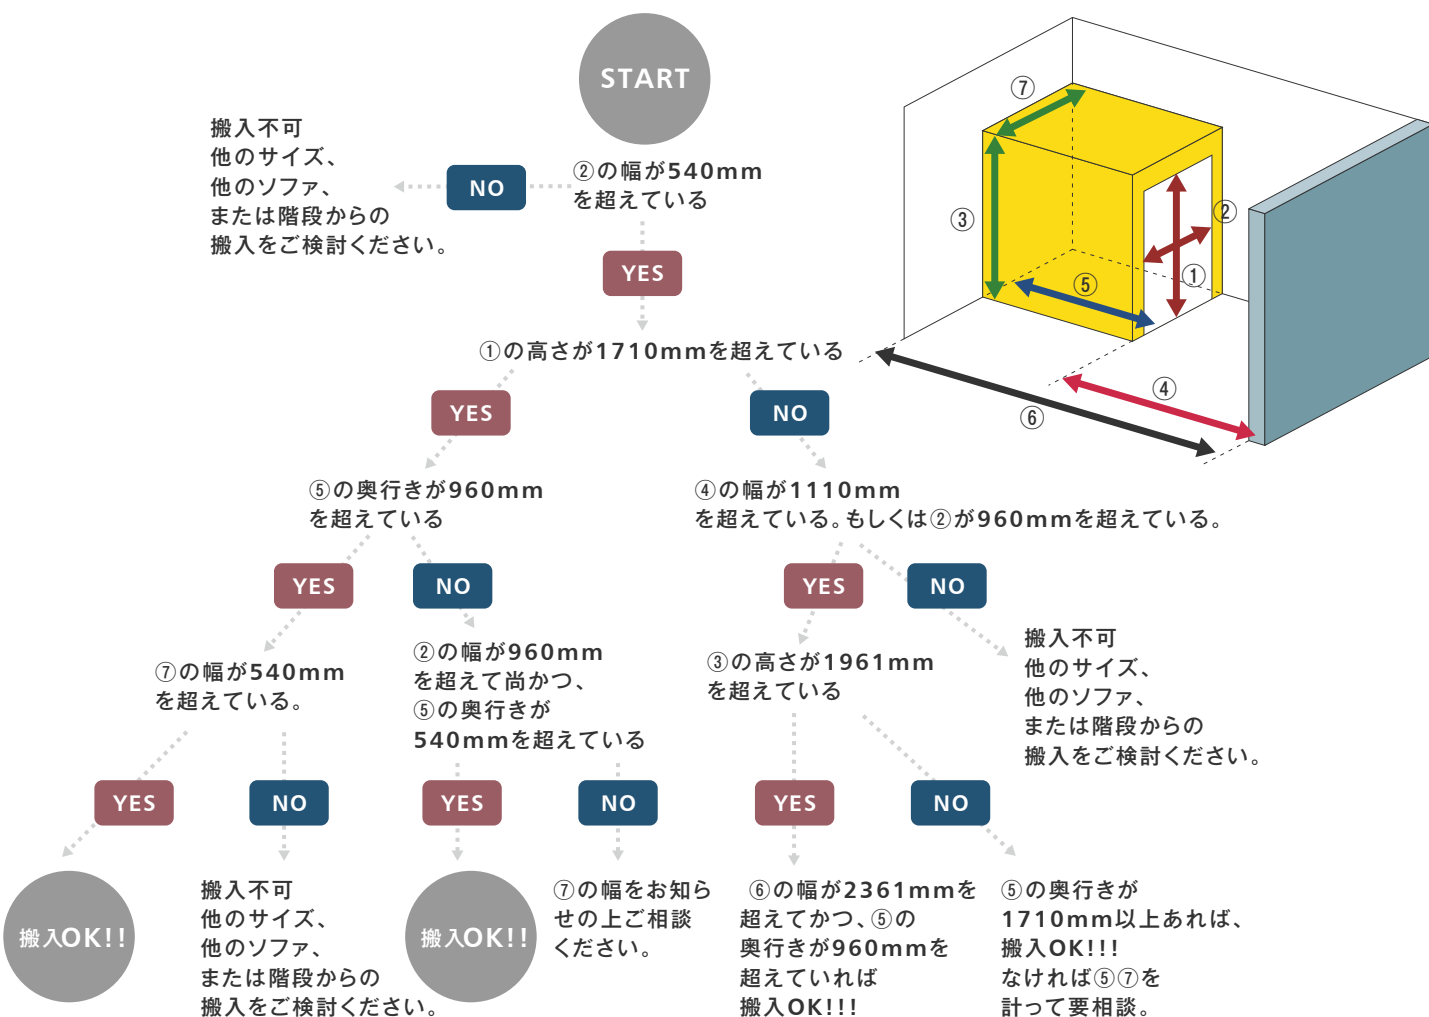 START
搬入不可
他のサイズ、
他のソファ、
または階段からの
搬入をご検討ください。
NO
②の幅が540mm
を超えている
YES
①の高さが1710mmを超えている
YES
NO
⑤の奥行きが960mm
を超えている
④の幅が1110mm
を超えている。もしくは②が960mmを超えている。
YES
NO
YES
NO
⑦の幅が540mm
を超えている。
②の幅が960mm
を超えて尚かつ、
⑤の奥行きが
540mmを超えている
③の高さが1961mm
を超えている
搬入不可
他のサイズ、
他のソファ、
または階段からの
搬入をご検討ください。
YES
NO
YES
NO
YES
NO
搬入OK!!
搬入不可
他のサイズ、
他のソファ、
または階段からの
搬入をご検討ください。
搬入OK!!
⑦の幅をお知ら
せの上ご相談
ください。
⑥の幅が2361mmを
超えてかつ、⑤の
奥行きが960mmを
超えていれば
搬入OK!!!
⑤の奥行きが
1710mm以上あれば、
搬入OK!!!
なければ⑤⑦を
計って要相談。
⑦
③
②
①
⑤
④
⑥